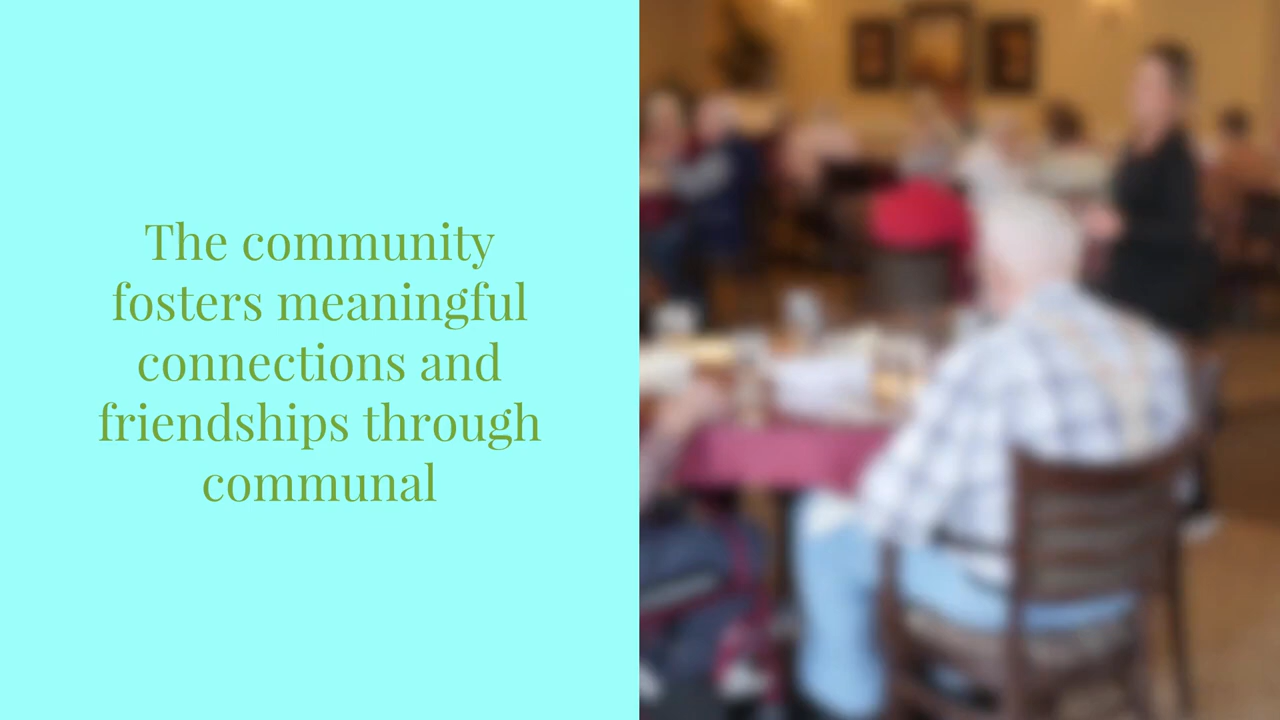 The community
fosters meaningful
connections and
friendships through
communal